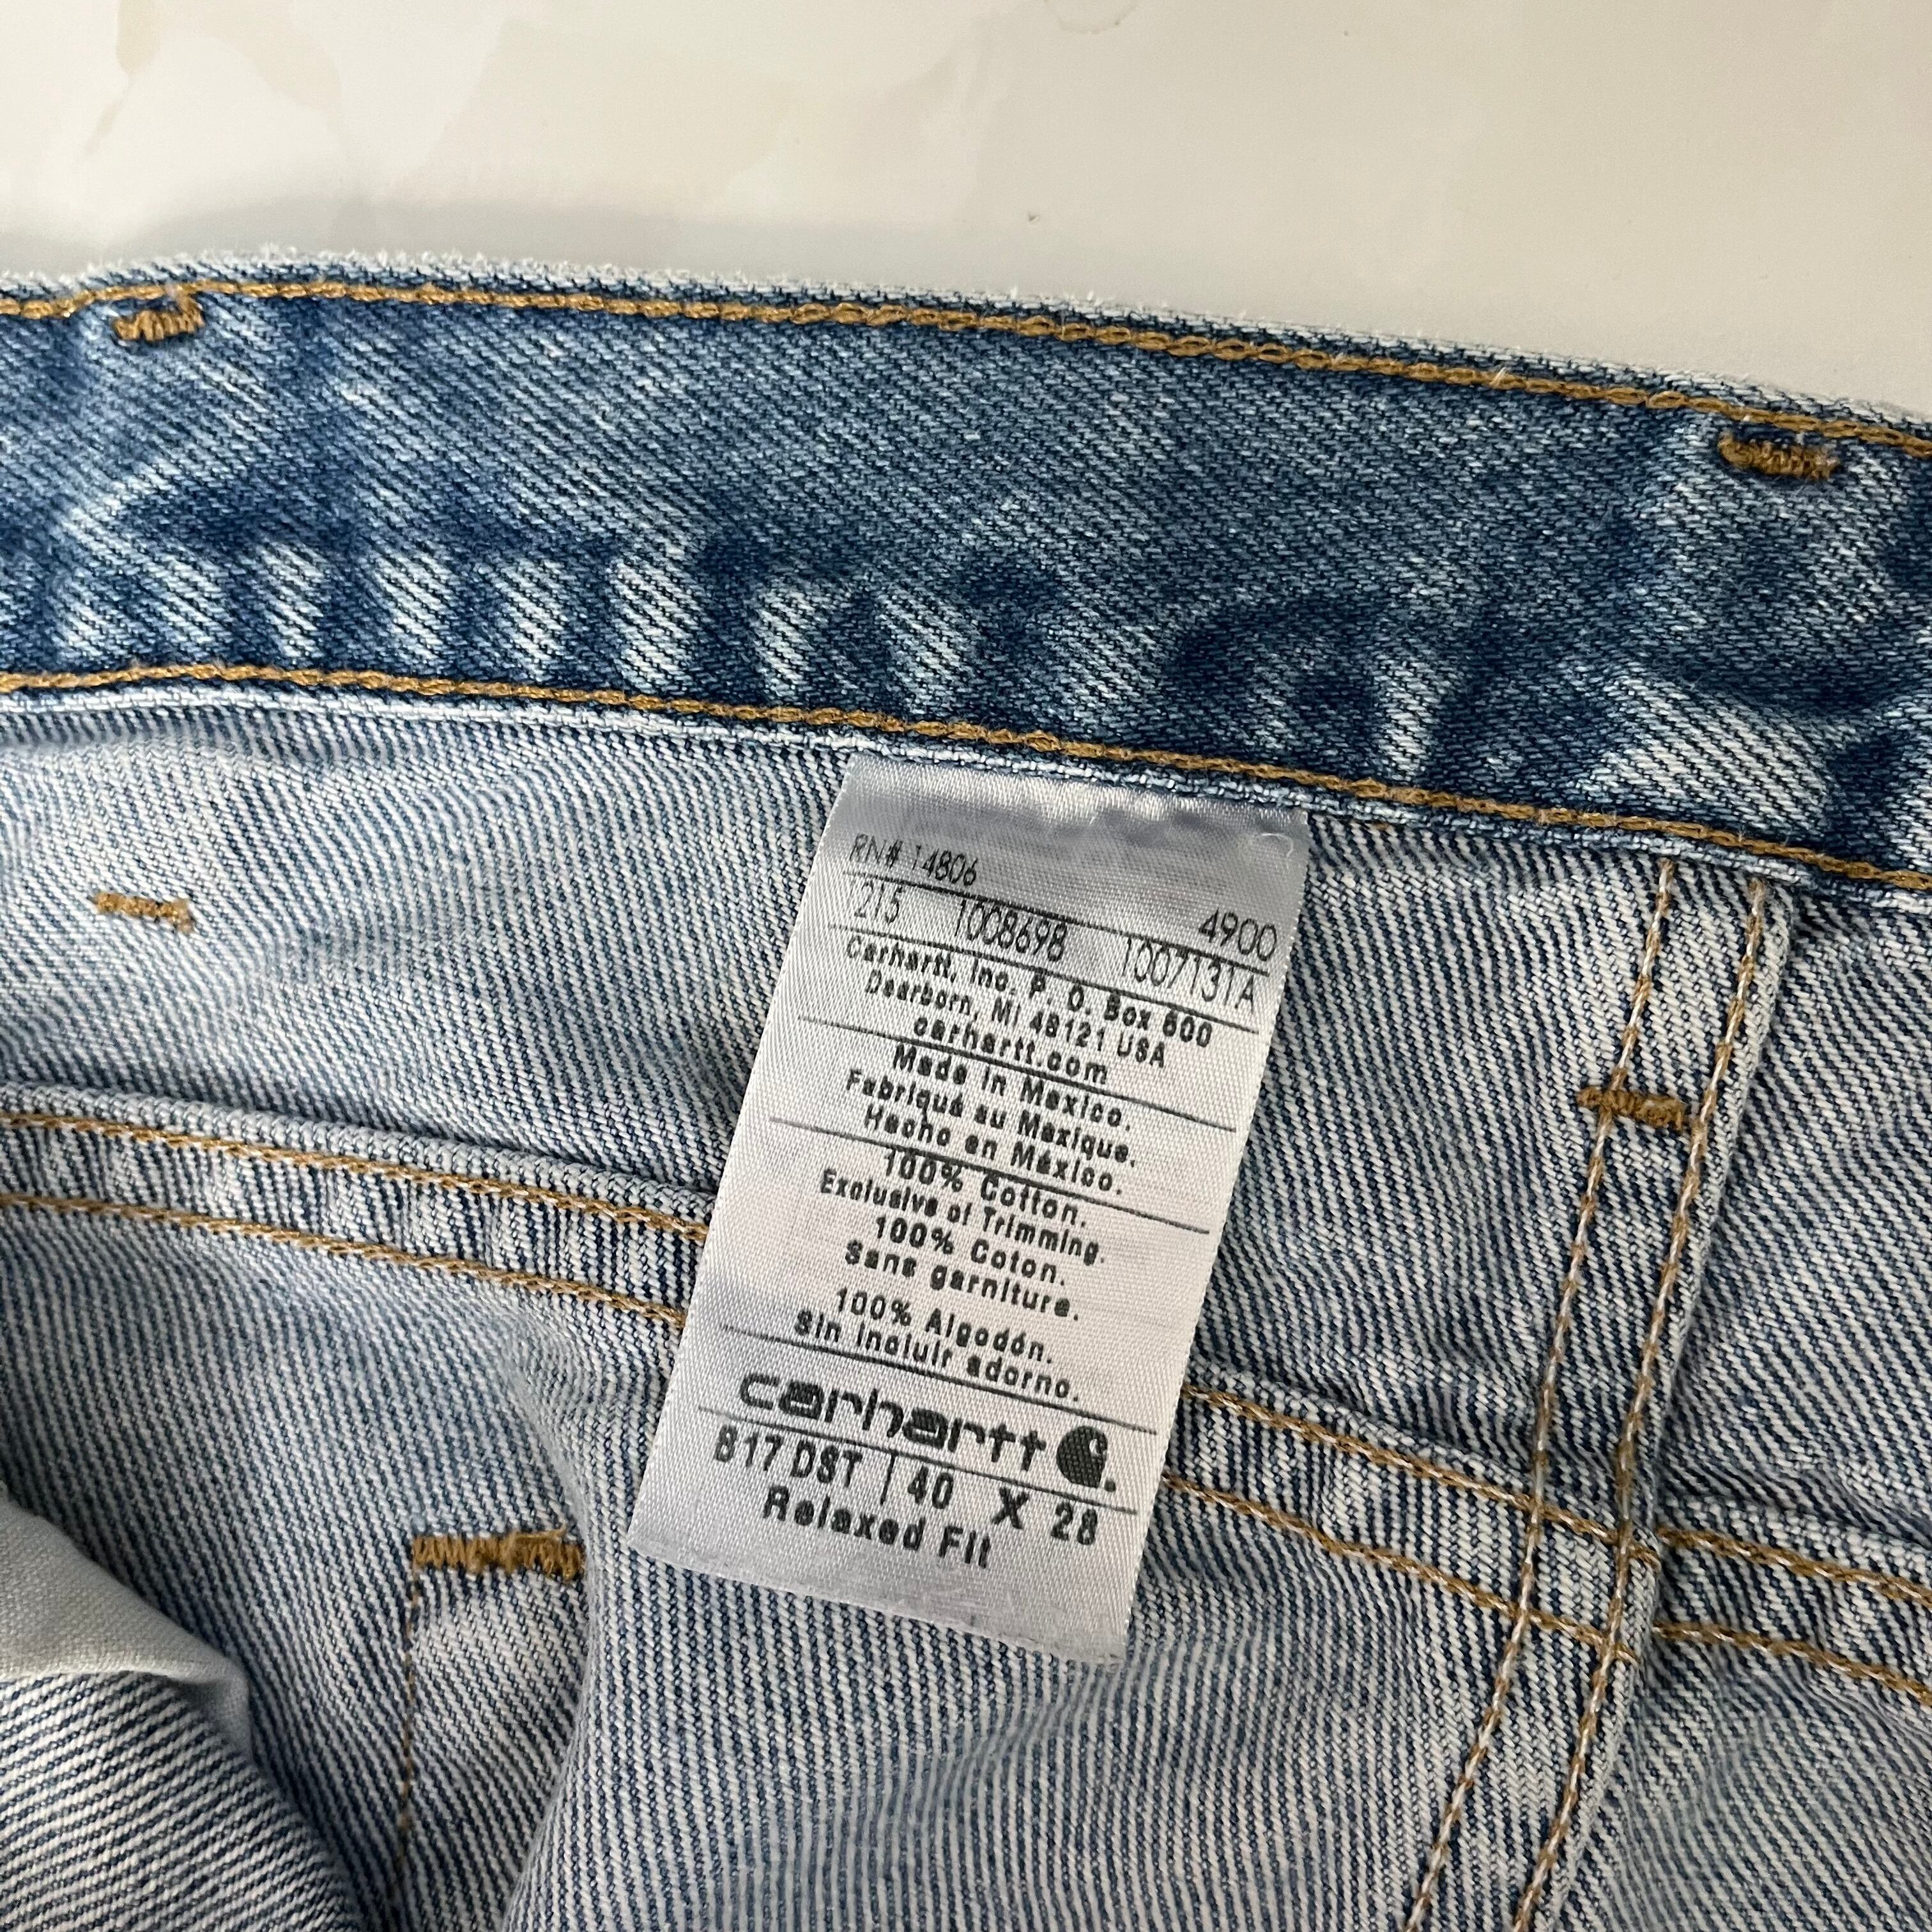 RN# 14806
4900
215 1008698 1007131A
Carhartt, Inc. P. O. Box 600
Dearborn, MI 48121 USA
carhartt.com
Made in Mexico.
Fabriqué au Mexique.
Hecho en México.
100% Cotton.
Exclusive of Trimming.
100% Coton.
Sans garniture.
100% Algodón.
Sin incluir adorno.
carhartt
B17 DST | 40 X 28
Relaxed Fit